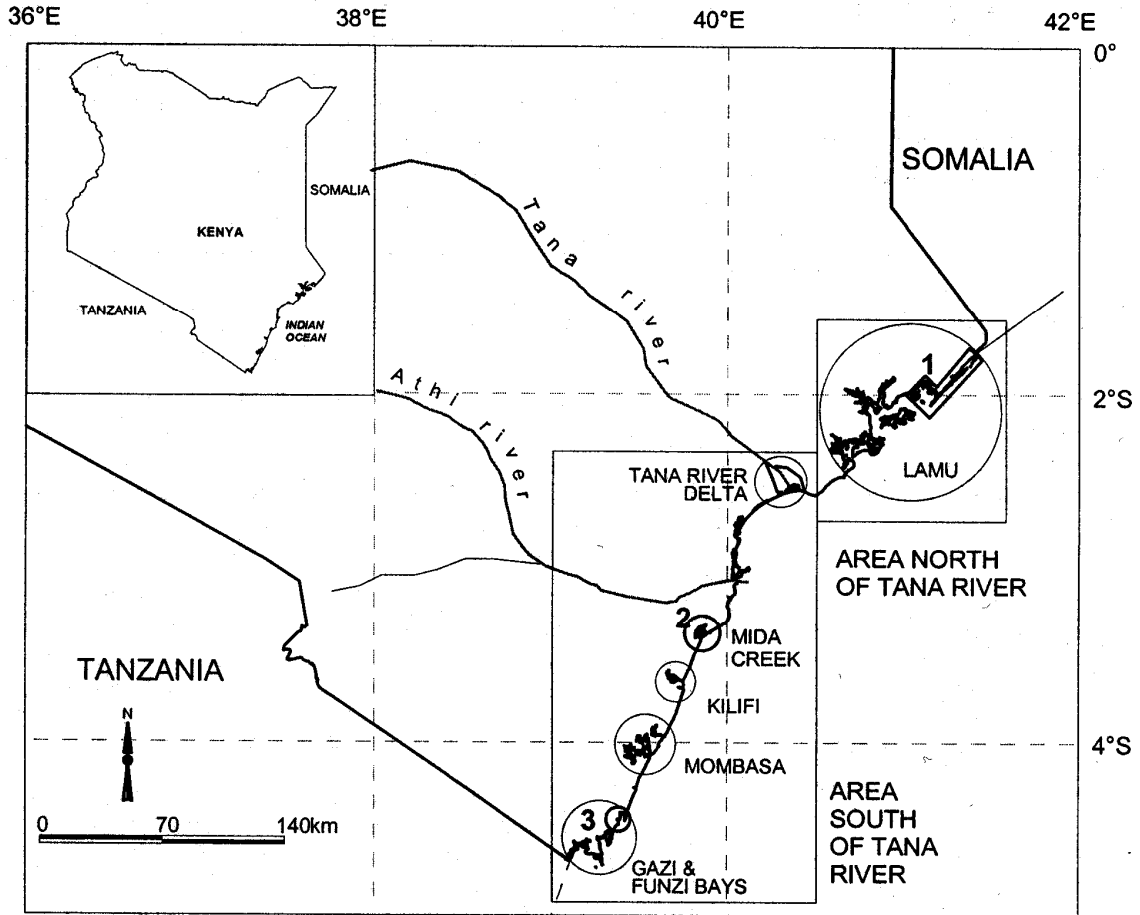 36°E
38°E
40°E
42°E
0°
SOMALIA
SOMALIA
KENYA
TANZANIA
INDIAN
OCEAN
Tana river
Athi river
1
2°S
LAMU
TANA RIVER
DELTA
AREA NORTH
OF TANA RIVER
2
MIDA
CREEK
TANZANIA
KILIFI
N
4°S
MOMBASA
AREA
SOUTH
OF TANA
RIVER
0
70
140km
3
GAZI &
FUNZI BAYS